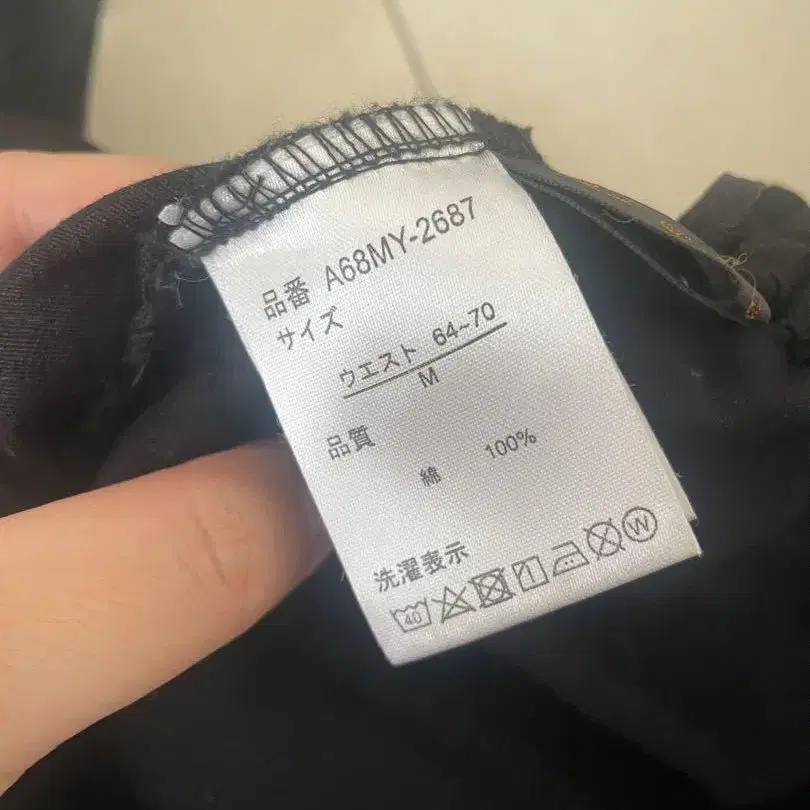 品番 A68MY-2687
サイズ
ウエスト 64~70
M
品質
綿 100%
洗濯表示
40 W